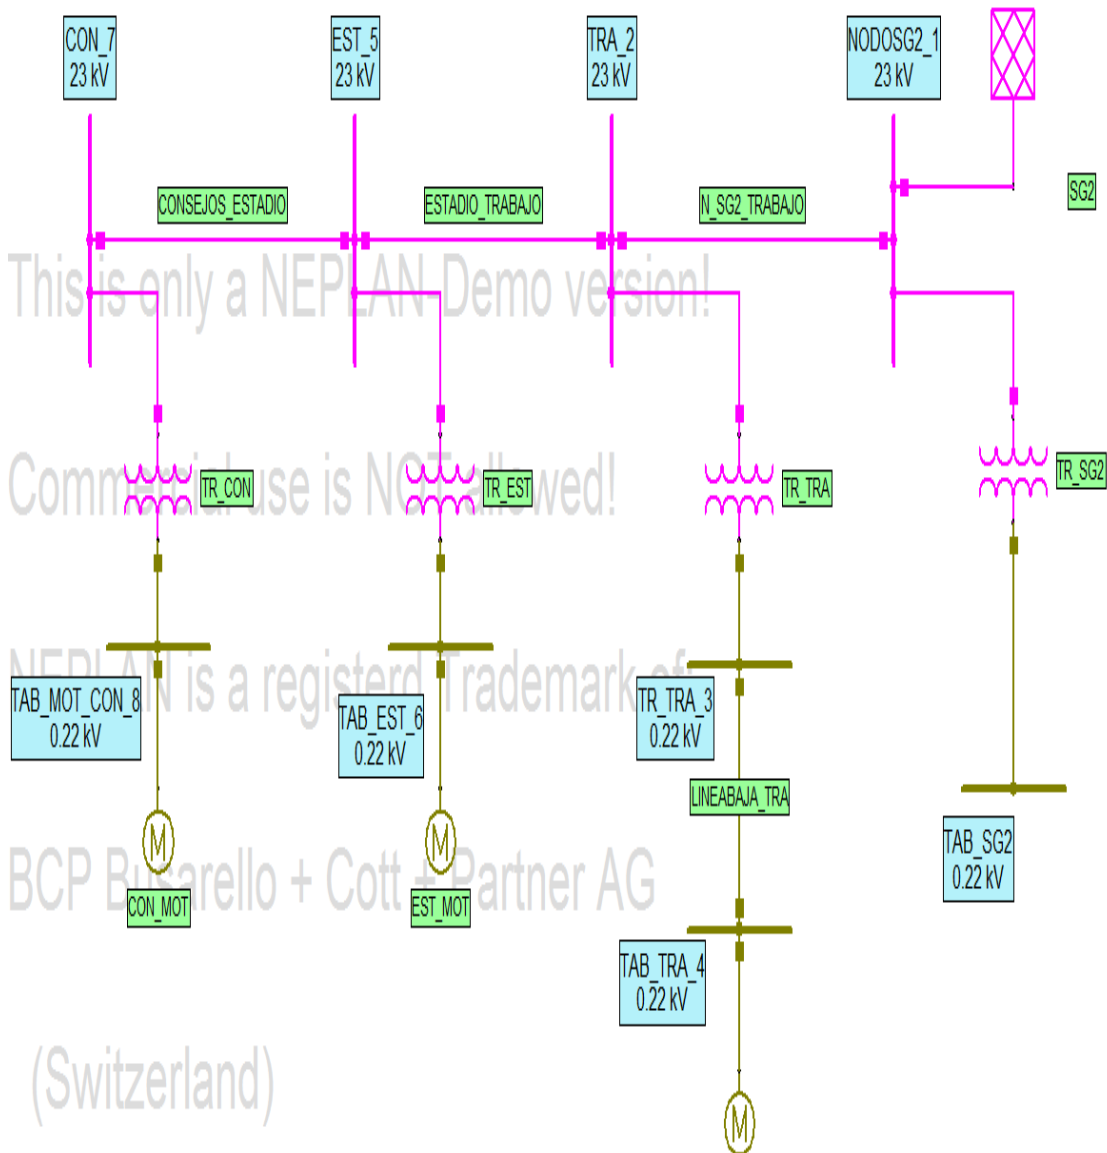 CON_7
23 kV
EST_5
23 kV
TRA_2
23 kV
NODOSG2_1
23 kV
CONSEJOS_ESTADIO
ESTADIO_TRABAJO
N_SG2_TRABAJO
SG2
This is only a NEPLAN-Demo version!
TR_CON
TR_EST
TR_TRA
TR_SG2
Commercial use is NOT allowed!
NEPLAN is a registerd Trademark of:
TAB_MOT_CON_8
0.22 kV
TAB_EST_6
0.22 kV
TR_TRA_3
0.22 kV
LINEABAJA_TRA
TAB_SG2
0.22 kV
M
M
BCP Busarello + Cott + Partner AG
CON_MOT
EST_MOT
TAB_TRA_4
0.22 kV
(Switzerland)
M